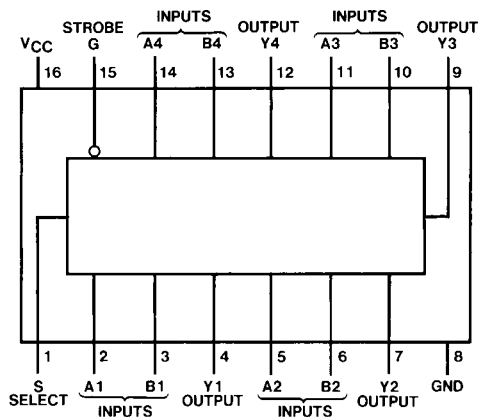 STROBE INPUTS OUTPUT INPUTS OUTPUT
VCC G A4 B4 Y4 A3 B3 Y3
16 15 14 13 12 11 10 9
1 2 3 4 5 6 7 8
S A1 B1 Y1 A2 B2 Y2 GND
SELECT INPUTS OUTPUT INPUTS OUTPUT